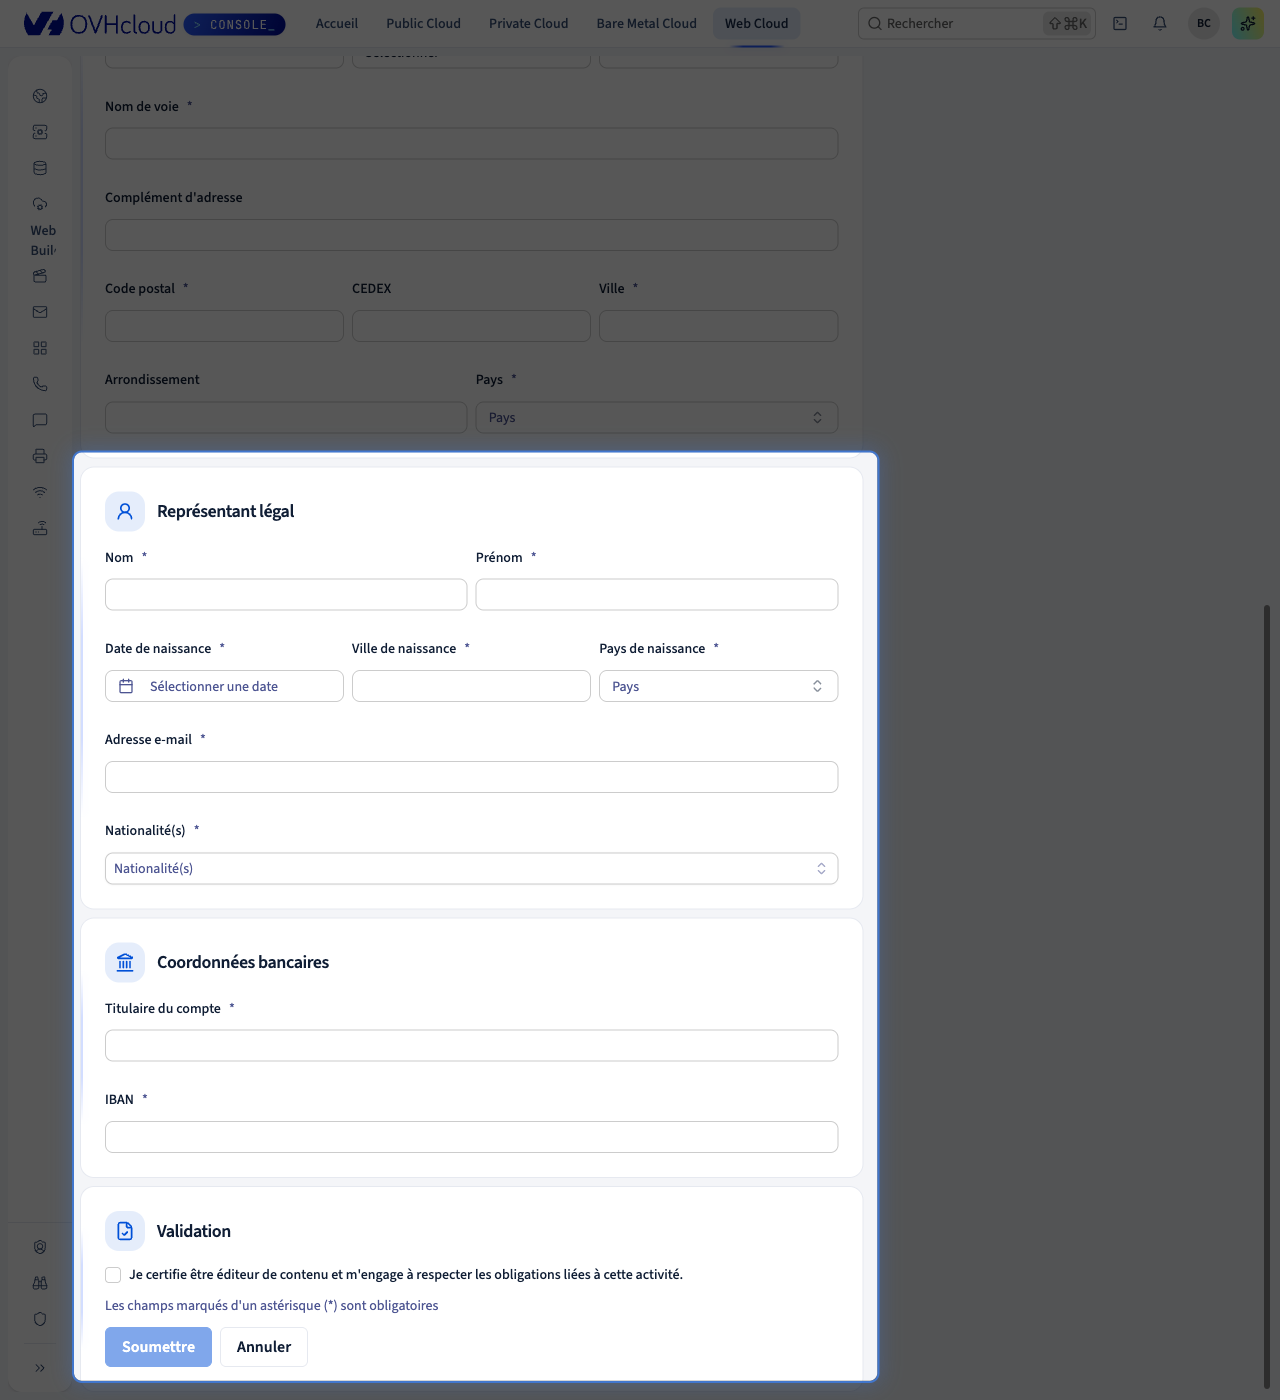 OVHcloud > CONSOLE_ Accueil Public Cloud Private Cloud Bare Metal Cloud Web Cloud Rechercher ⇧⌘K BC
Nom de voie *
Complément d'adresse
Web
Code postal * CEDEX Ville *
Arrondissement Pays *
Pays
Représentant légal
Nom * Prénom *
Date de naissance * Ville de naissance * Pays de naissance *
Sélectionner une date Pays
Adresse e-mail *
Nationalité(s) *
Nationalité(s)
Coordonnées bancaires
Titulaire du compte *
IBAN *
Validation
Je certifie être éditeur de contenu et m'engage à respecter les obligations liées à cette activité.
Les champs marqués d'un astérisque (*) sont obligatoires
Soumettre Annuler